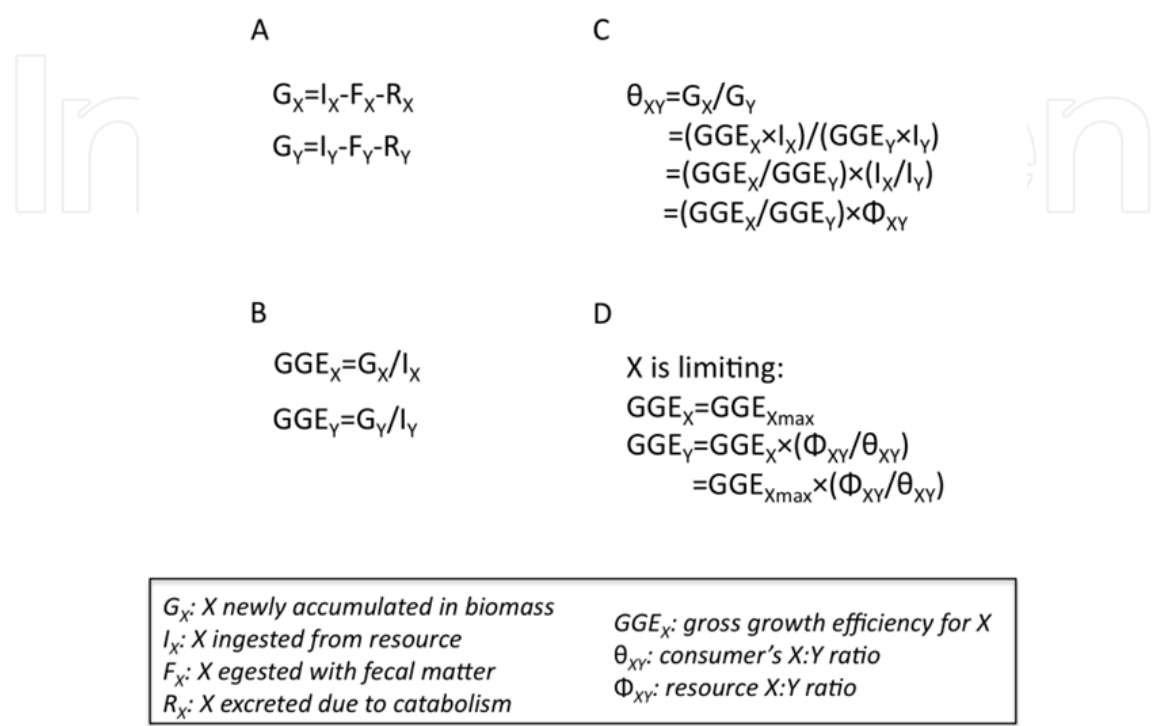 A
G_X=I_X-F_X-R_X
G_Y=I_Y-F_Y-R_Y
B
GGE_X=G_X/I_X
GGE_Y=G_Y/I_Y
C
θ_XY=G_X/G_Y
=(GGE_X×I_X)/(GGE_Y×I_Y)
=(GGE_X/GGE_Y)×(I_X/I_Y)
=(GGE_X/GGE_Y)×Φ_XY
D
X is limiting:
GGE_X=GGE_Xmax
GGE_Y=GGE_X×(Φ_XY/θ_XY)
=GGE_Xmax×(Φ_XY/θ_XY)
G_X: X newly accumulated in biomass
I_X: X ingested from resource
F_X: X egested with fecal matter
R_X: X excreted due to catabolism
GGE_X: gross growth efficiency for X
θ_XY: consumer's X:Y ratio
Φ_XY: resource X:Y ratio